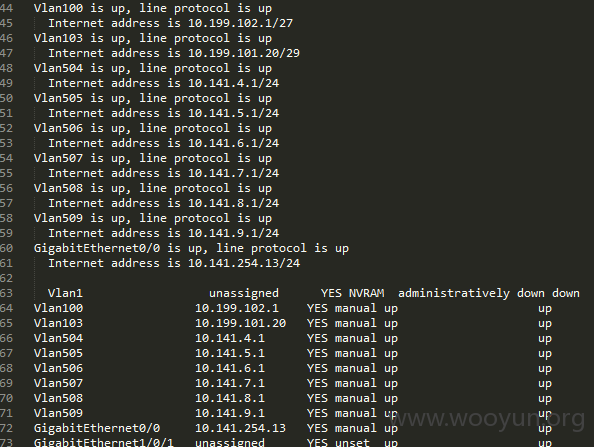 44 Vlan100 is up, line protocol is up
45 Internet address is 10.199.102.1/27
46 Vlan103 is up, line protocol is up
47 Internet address is 10.199.101.20/29
48 Vlan504 is up, line protocol is up
49 Internet address is 10.141.4.1/24
50 Vlan505 is up, line protocol is up
51 Internet address is 10.141.5.1/24
52 Vlan506 is up, line protocol is up
53 Internet address is 10.141.6.1/24
54 Vlan507 is up, line protocol is up
55 Internet address is 10.141.7.1/24
56 Vlan508 is up, line protocol is up
57 Internet address is 10.141.8.1/24
58 Vlan509 is up, line protocol is up
59 Internet address is 10.141.9.1/24
60 GigabitEthernet0/0 is up, line protocol is up
61 Internet address is 10.141.254.13/24
62
63 Vlan1 unassigned YES NVRAM administratively down down
64 Vlan100 10.199.102.1 YES manual up up
65 Vlan103 10.199.101.20 YES manual up up
66 Vlan504 10.141.4.1 YES manual up up
67 Vlan505 10.141.5.1 YES manual up up
68 Vlan506 10.141.6.1 YES manual up up
69 Vlan507 10.141.7.1 YES manual up up
70 Vlan508 10.141.8.1 YES manual up up
71 Vlan509 10.141.9.1 YES manual up up
72 GigabitEthernet0/0 10.141.254.13 YES manual up up
73 GigabitEthernet1/0/1 unassigned YES unset up up
www.wooyun.org